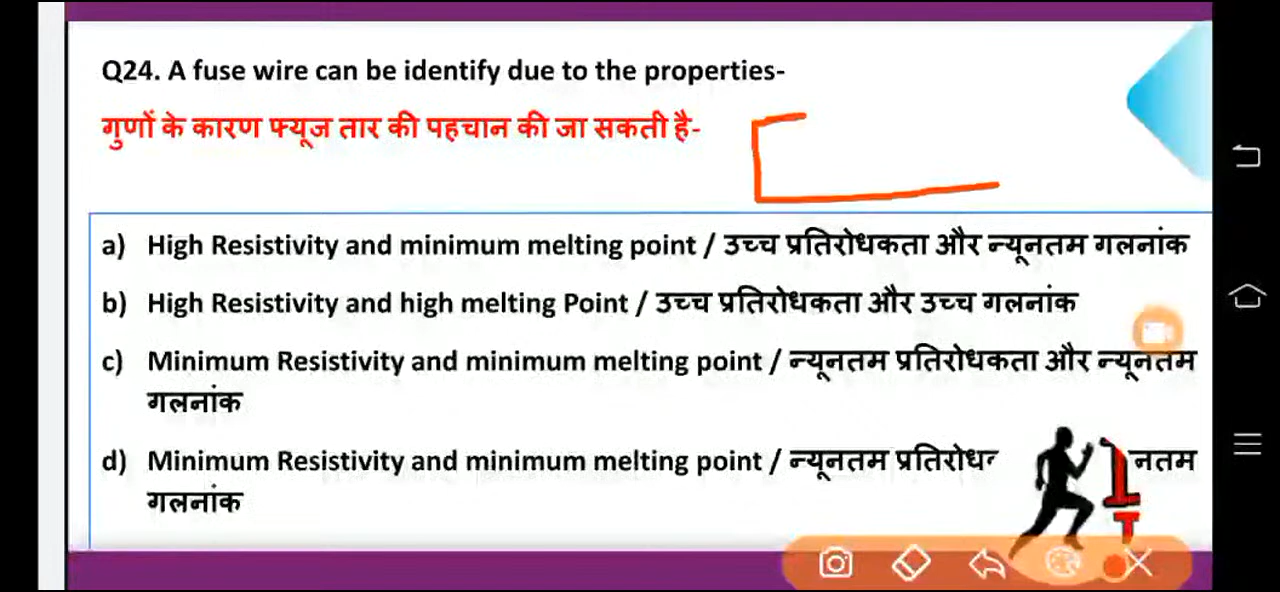 Q24. A fuse wire can be identify due to the properties-
गुणों के कारण फ्यूज तार की पहचान की जा सकती है-
a) High Resistivity and minimum melting point / उच्च प्रतिरोधकता और न्यूनतम गलनांक
b) High Resistivity and high melting Point / उच्च प्रतिरोधकता और उच्च गलनांक
c) Minimum Resistivity and minimum melting point / न्यूनतम प्रतिरोधकता और न्यूनतम
गलनांक
d) Minimum Resistivity and minimum melting point / न्यूनतम
गलनांक